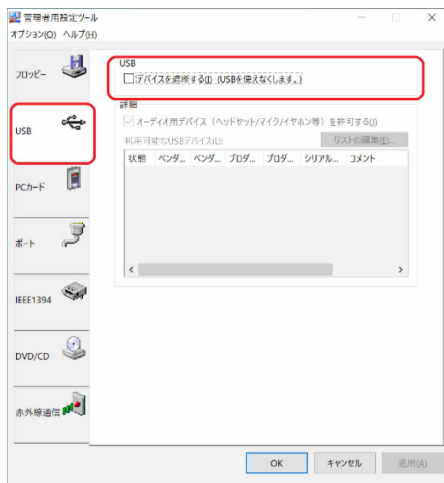 管理者用設定ツール
オプション(O) ヘルプ(H)
フロッピー
USB
PCカード
ポート
IEEE1394
DVD/CD
赤外線通信
USB
デバイスを遮断する(I) (USBを使えなくします。)
詳細
オーディオ用デバイス（ヘッドセット/マイク/イヤホン等）を許可する(J)
利用可能なUSBデバイス(L):
リストの編集(E)...
状態 ベンダ... ベンダ... プロダ... プロダ... シリアル... コメント
OK キャンセル 適用(A)